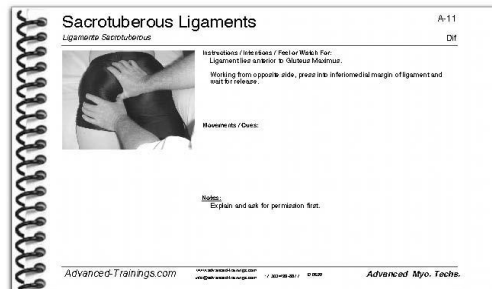 Sacrotuberous Ligaments
A-11
Ligamente Sacrotuberous
Dif
Instructions / Intentions / Feel or Watch For:
Ligament lies anterior to Gluteus Maximus.
Working from opposite side, press into inferiomedial margin of ligament and
wait for release.
Movements / Cues:
Notes:
Explain and ask for permission first.
Advanced-Trainings.com
Advanced Myo. Techs.